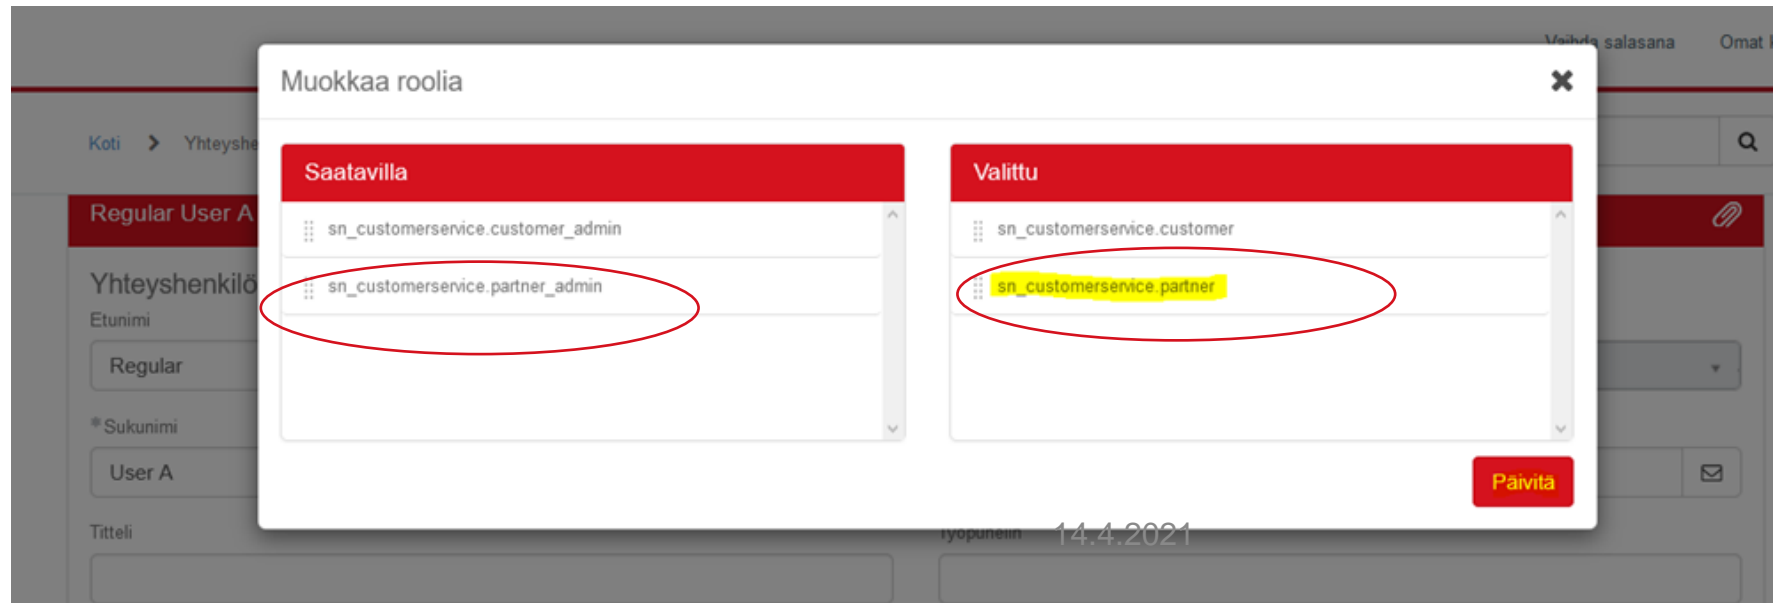 Vaihda salasana Omat
Muokkaa roolia
Koti Yhteyshe
Saatavilla
Valittu
Regular User A
sn_customerservice.customer_admin
sn_customerservice.customer
Yhteyshenkilö
sn_customerservice.partner_admin
sn_customerservice.partner
Etunimi
Regular
*Sukunimi
User A
Päivitä
Titteli
Työpuhelin
14.4.2021